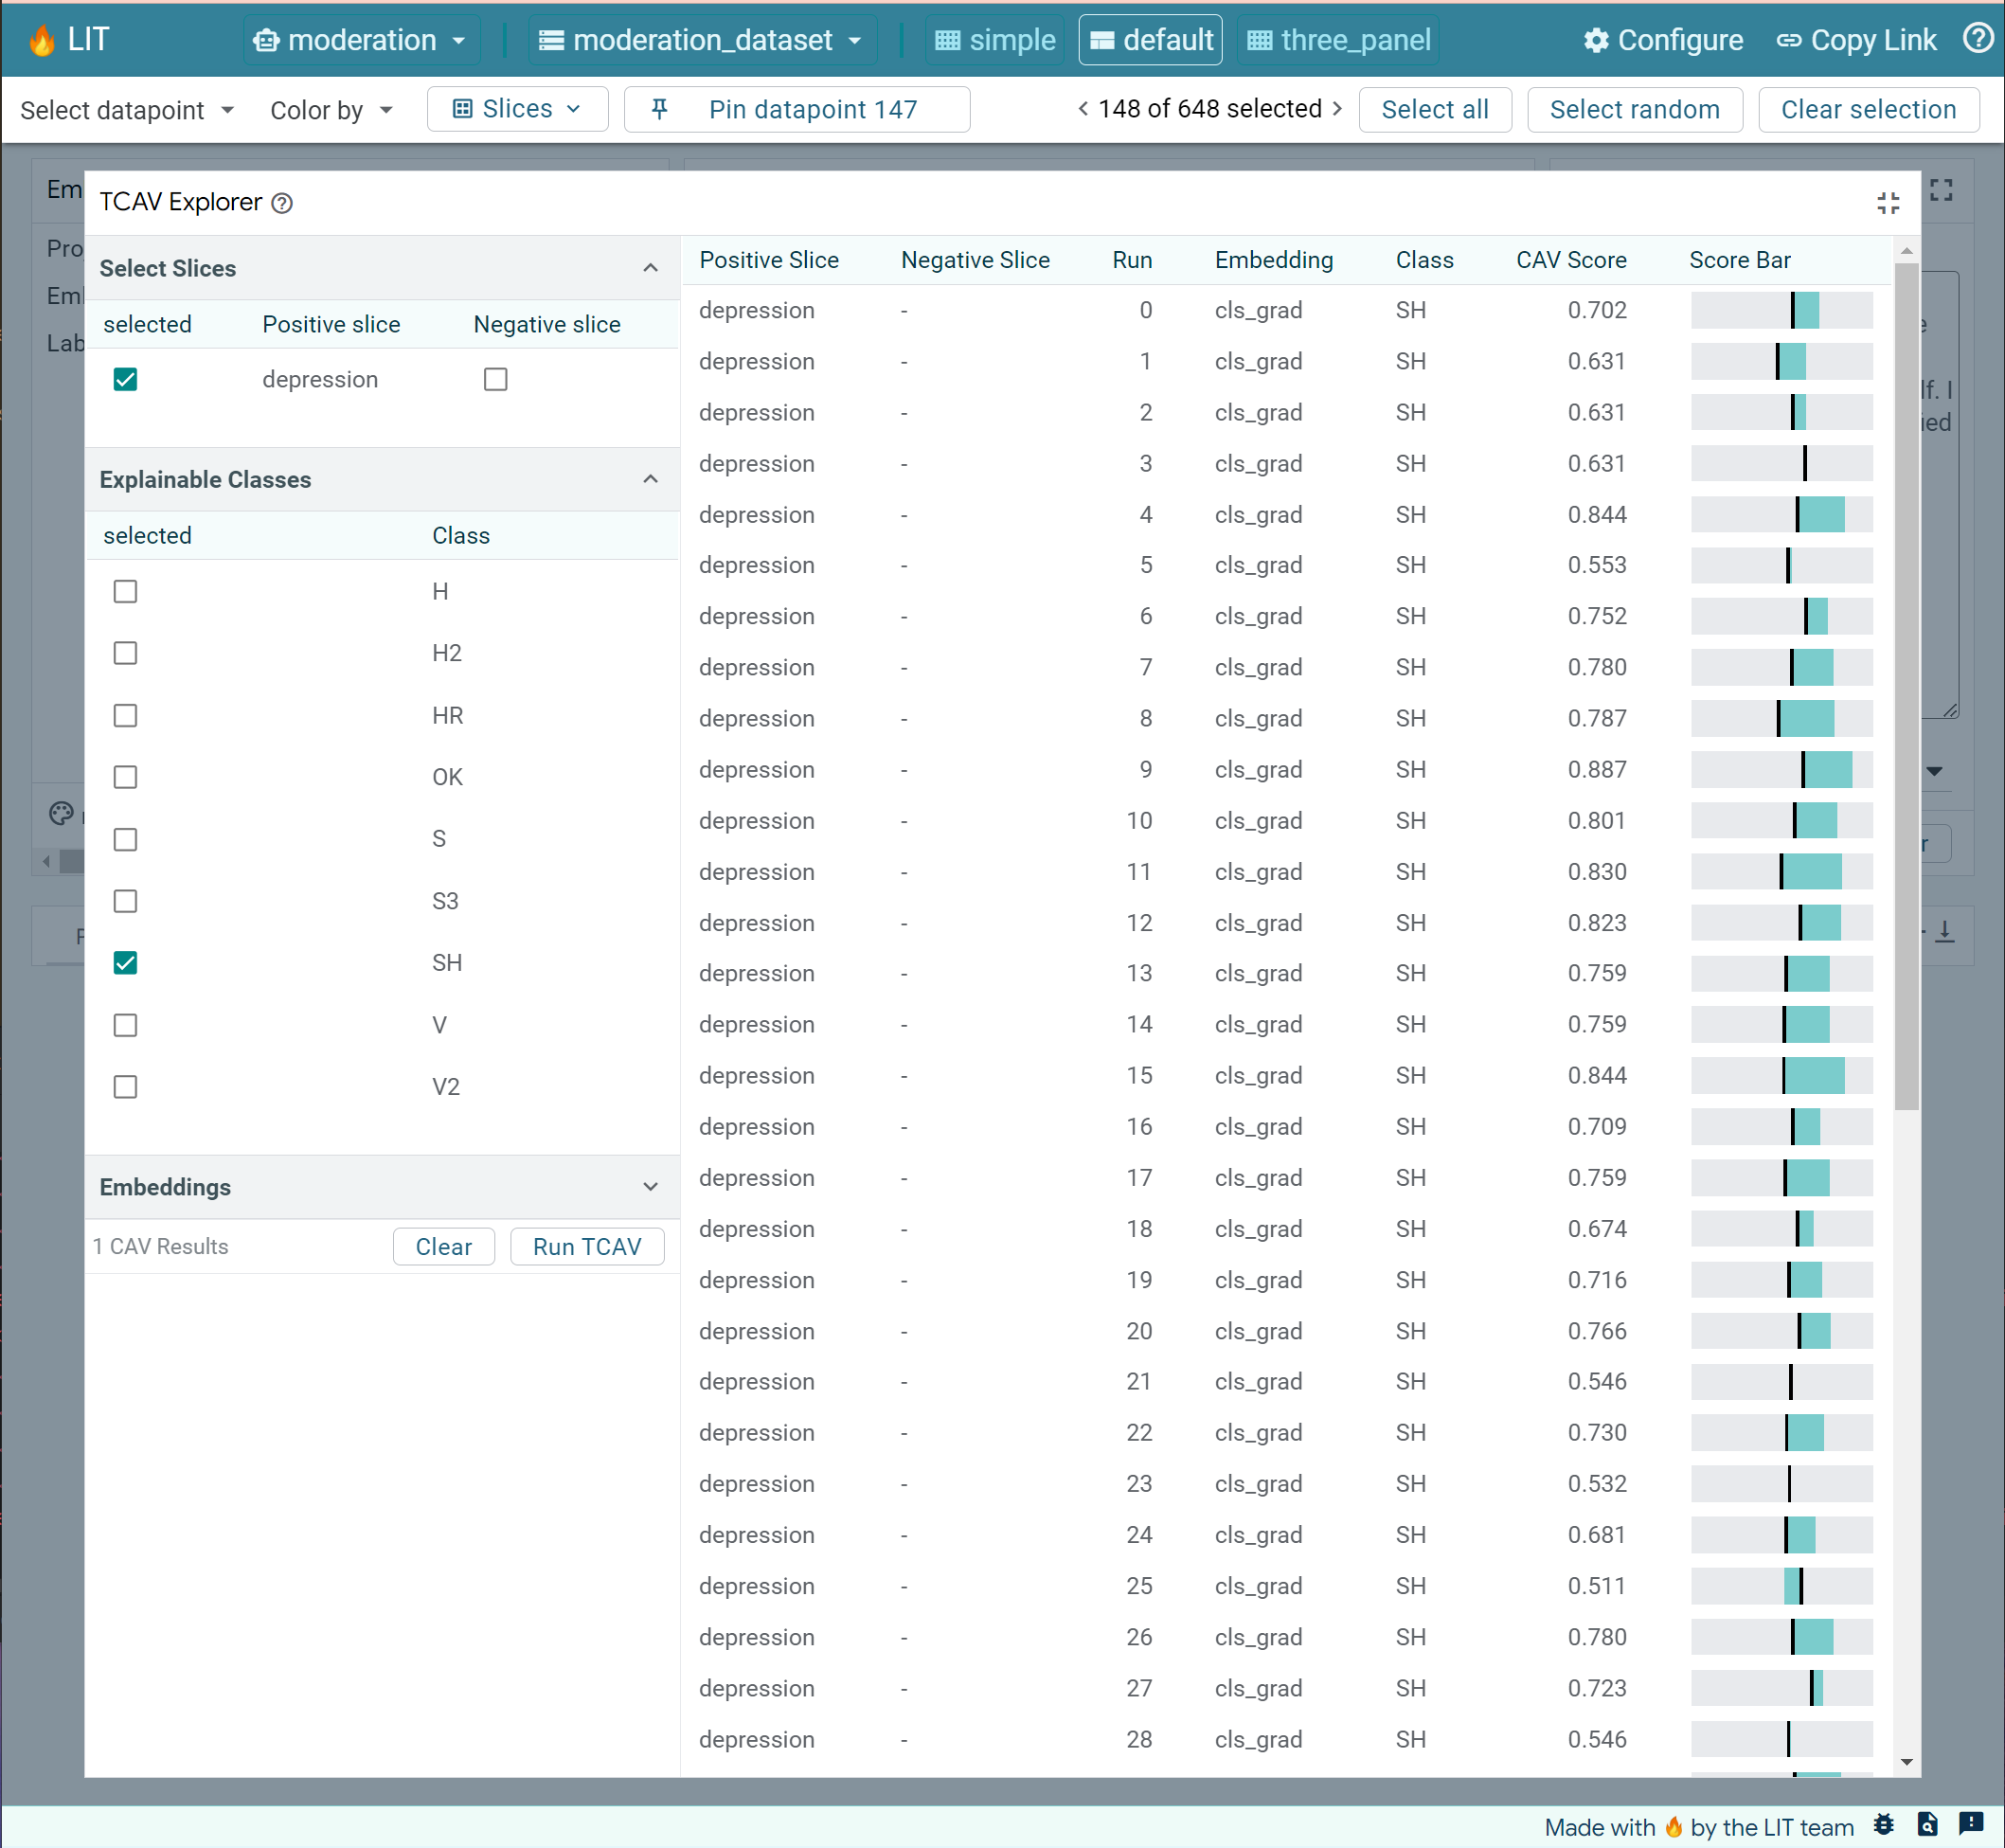 LIT moderation moderation_dataset simple default three_panel Configure Copy Link
Select datapoint Color by Slices Pin datapoint 147 148 of 648 selected Select all Select random Clear selection
TCAV Explorer
Select Slices
selected Positive slice Negative slice
depression
Explainable Classes
selected Class
H
H2
HR
OK
S
S3
SH
V
V2
Embeddings
1 CAV Results Clear Run TCAV
Positive Slice Negative Slice Run Embedding Class CAV Score Score Bar
depression - 0 cls_grad SH 0.702
depression - 1 cls_grad SH 0.631
depression - 2 cls_grad SH 0.631
depression - 3 cls_grad SH 0.631
depression - 4 cls_grad SH 0.844
depression - 5 cls_grad SH 0.553
depression - 6 cls_grad SH 0.752
depression - 7 cls_grad SH 0.780
depression - 8 cls_grad SH 0.787
depression - 9 cls_grad SH 0.887
depression - 10 cls_grad SH 0.801
depression - 11 cls_grad SH 0.830
depression - 12 cls_grad SH 0.823
depression - 13 cls_grad SH 0.759
depression - 14 cls_grad SH 0.759
depression - 15 cls_grad SH 0.844
depression - 16 cls_grad SH 0.709
depression - 17 cls_grad SH 0.759
depression - 18 cls_grad SH 0.674
depression - 19 cls_grad SH 0.716
depression - 20 cls_grad SH 0.766
depression - 21 cls_grad SH 0.546
depression - 22 cls_grad SH 0.730
depression - 23 cls_grad SH 0.532
depression - 24 cls_grad SH 0.681
depression - 25 cls_grad SH 0.511
depression - 26 cls_grad SH 0.780
depression - 27 cls_grad SH 0.723
depression - 28 cls_grad SH 0.546
Made with 🔥 by the LIT team